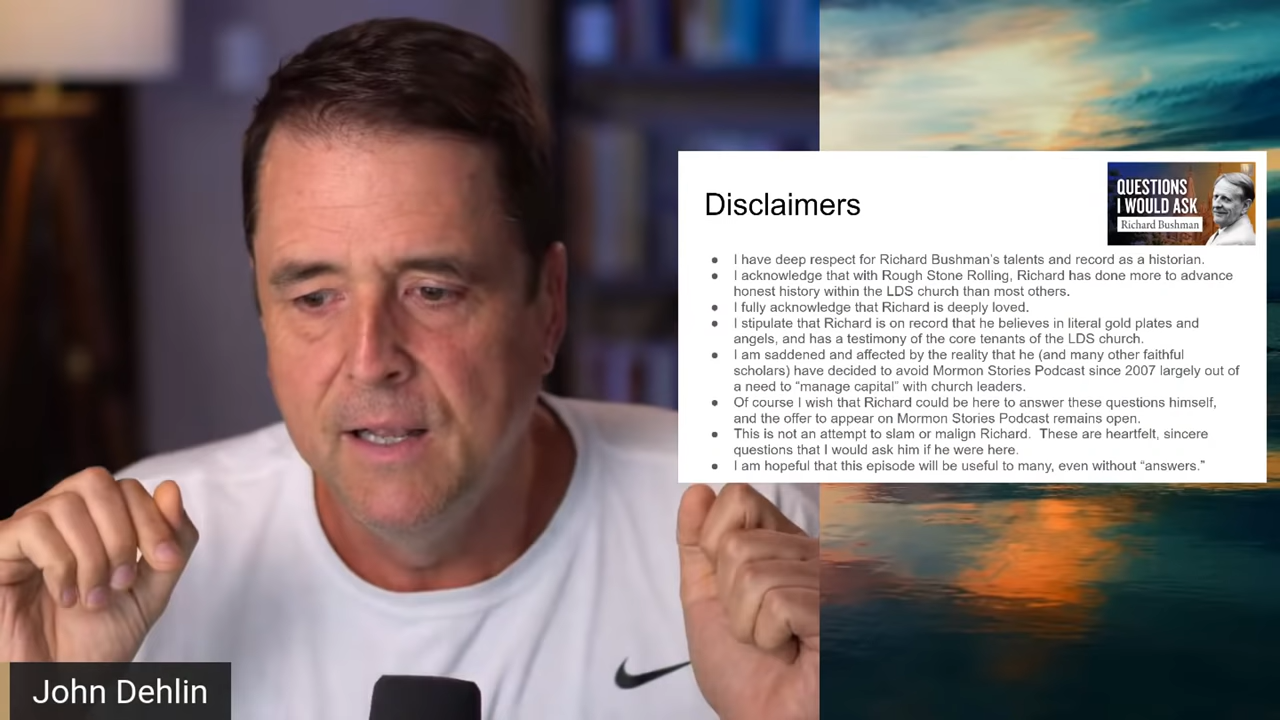 Disclaimers
QUESTIONS
I WOULD ASK
Richard Bushman
● I have deep respect for Richard Bushman's talents and record as a historian.
● I acknowledge that with Rough Stone Rolling, Richard has done more to advance
honest history within the LDS church than most others.
● I fully acknowledge that Richard is deeply loved.
● I stipulate that Richard is on record that he believes in literal gold plates and
angels, and has a testimony of the core tenants of the LDS church.
● I am saddened and affected by the reality that he (and many other faithful
scholars) have decided to avoid Mormon Stories Podcast since 2007 largely out of
a need to “manage capital” with church leaders.
● Of course I wish that Richard could be here to answer these questions himself,
and the offer to appear on Mormon Stories Podcast remains open.
● This is not an attempt to slam or malign Richard.  These are heartfelt, sincere
questions that I would ask him if he were here.
● I am hopeful that this episode will be useful to many, even without “answers.”
John Dehlin